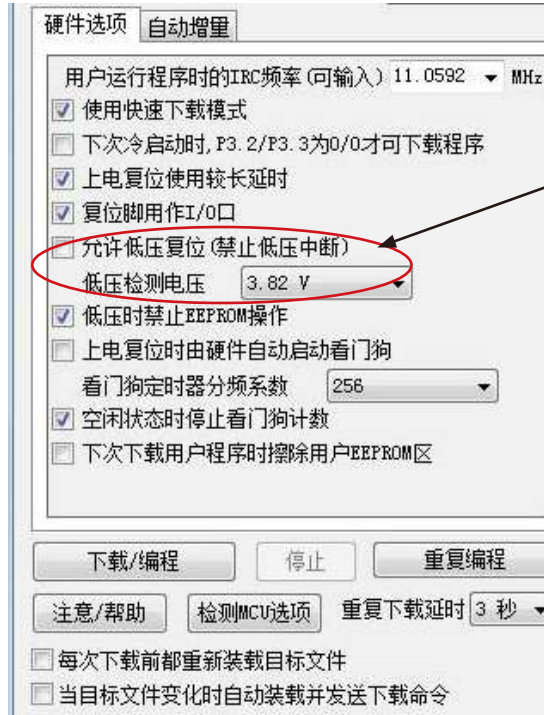 硬件选项 自动增量
用户运行程序时的IRC频率(可输入) 11.0592 MHz
使用快速下载模式
下次冷启动时,P3.2/P3.3为0/0才可下载程序
上电复位使用较长延时
复位脚用作I/O口
允许低压复位(禁止低压中断)
低压检测电压 3.82 V
低压时禁止EEPROM操作
上电复位时由硬件自动启动看门狗
看门狗定时器分频系数 256
空闲状态时停止看门狗计数
下次下载用户程序时擦除用户EEPROM区
下载/编程 停止 重复编程
注意/帮助 检测MCU选项 重复下载延时 3 秒
每次下载前都重新装载目标文件
当目标文件变化时自动装载并发送下载命令